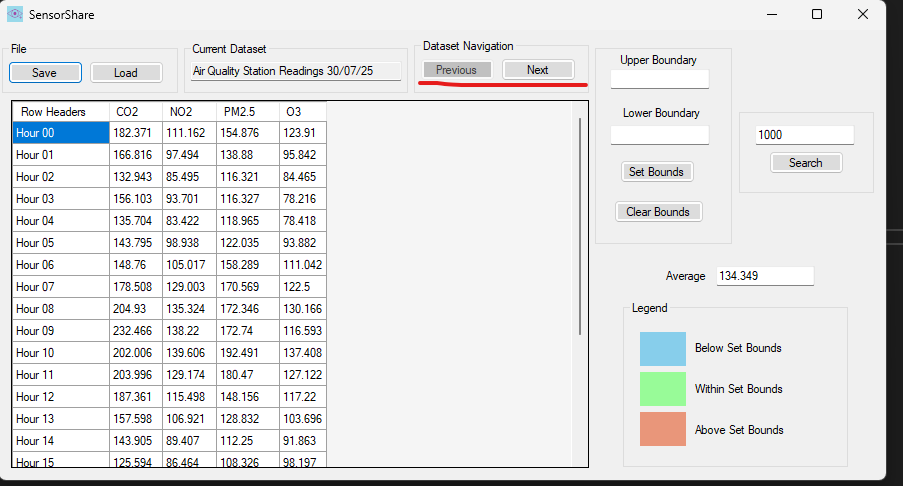 SensorShare
File
Save Load
Current Dataset
Air Quality Station Readings 30/07/25
Dataset Navigation
Previous Next
Row Headers CO2 NO2 PM2.5 O3
Hour 00 182.371 111.162 154.876 123.91
Hour 01 166.816 97.494 138.88 95.842
Hour 02 132.943 85.495 116.321 84.465
Hour 03 156.103 93.701 116.327 78.216
Hour 04 135.704 83.422 118.965 78.418
Hour 05 143.795 98.938 122.035 93.882
Hour 06 148.76 105.017 158.289 111.042
Hour 07 178.508 129.003 170.569 122.5
Hour 08 204.93 135.324 172.346 130.166
Hour 09 232.466 138.22 172.74 116.593
Hour 10 202.006 139.606 192.491 137.408
Hour 11 203.996 129.174 180.47 127.122
Hour 12 187.361 115.498 148.156 117.22
Hour 13 157.598 106.921 128.832 103.696
Hour 14 143.905 89.407 112.25 91.863
Hour 15 125.594 86.464 108.326 98.197
Upper Boundary
Lower Boundary
Set Bounds
Clear Bounds
1000
Search
Average 134.349
Legend
Below Set Bounds
Within Set Bounds
Above Set Bounds